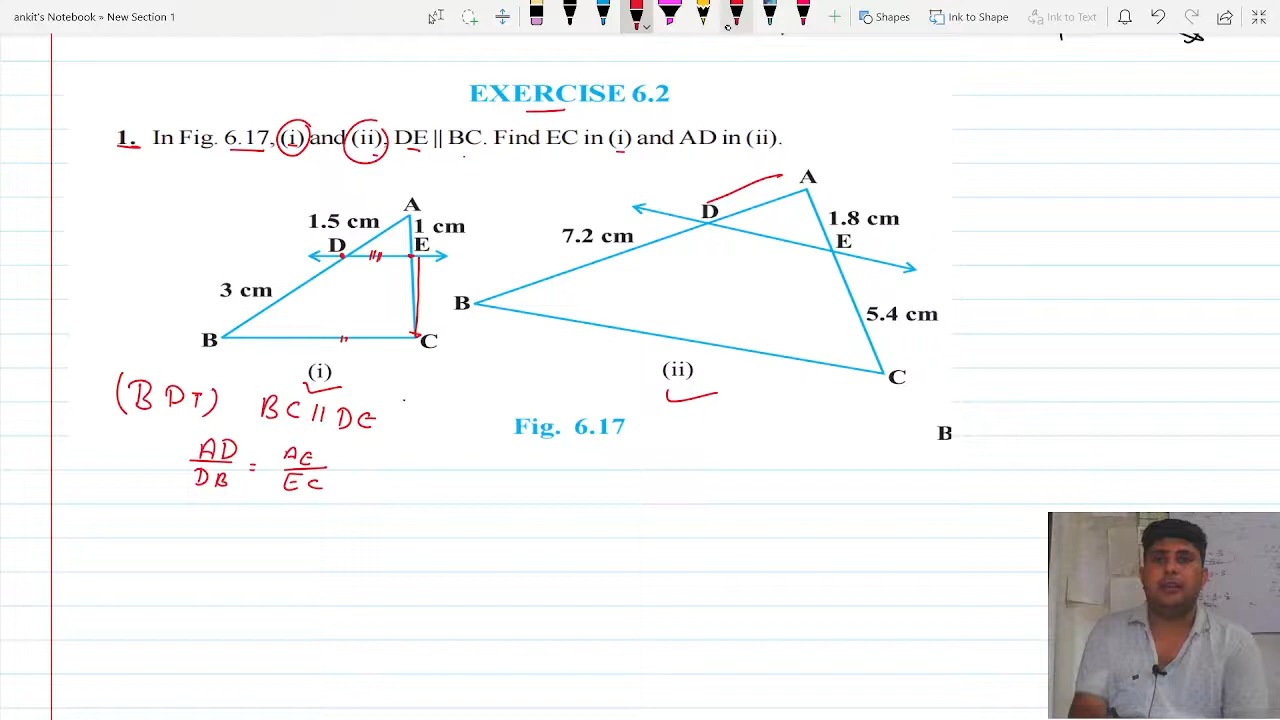 ankit's Notebook » New Section 1
Shapes
Ink to Shape
Ink to Text
EXERCISE 6.2
1. In Fig. 6.17, (i) and (ii), DE || BC. Find EC in (i) and AD in (ii).
A
1.5 cm
1 cm
D
E
3 cm
B
C
(i)
A
D
1.8 cm
7.2 cm
E
B
5.4 cm
C
(ii)
Fig. 6.17
B
(BDT) BC || DE
AD/DB = AE/EC